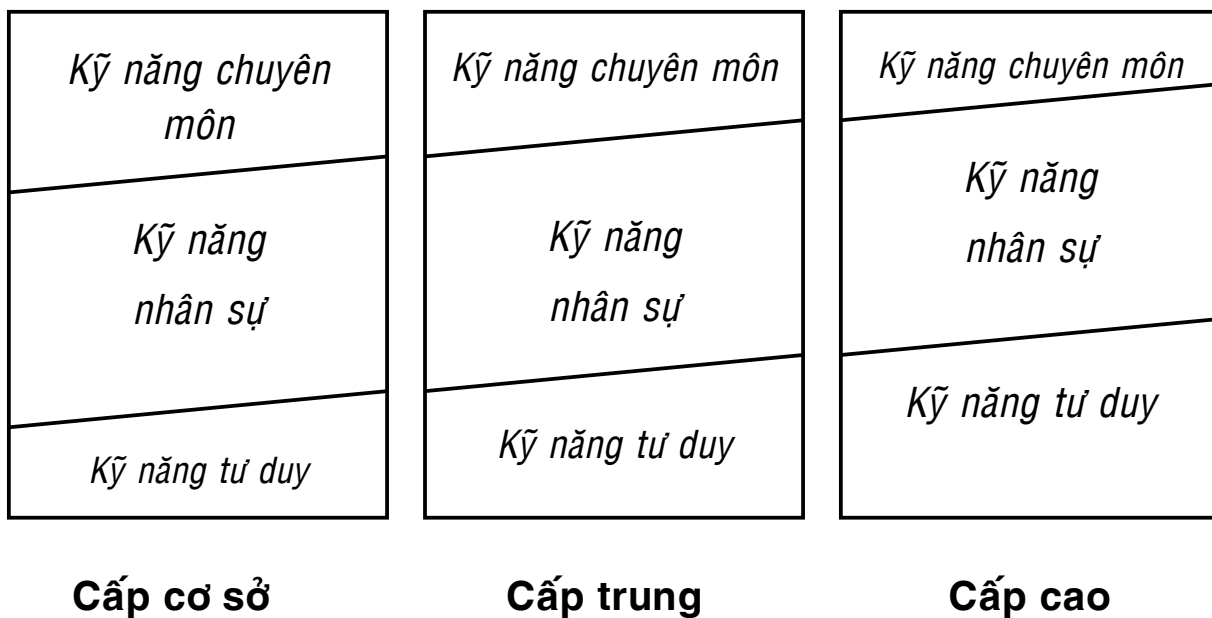 Kỹ năng chuyên
môn
Kỹ năng
nhân sự
Kỹ năng tư duy
Cấp cơ sở
Kỹ năng chuyên môn
Kỹ năng
nhân sự
Kỹ năng tư duy
Cấp trung
Kỹ năng chuyên môn
Kỹ năng
nhân sự
Kỹ năng tư duy
Cấp cao